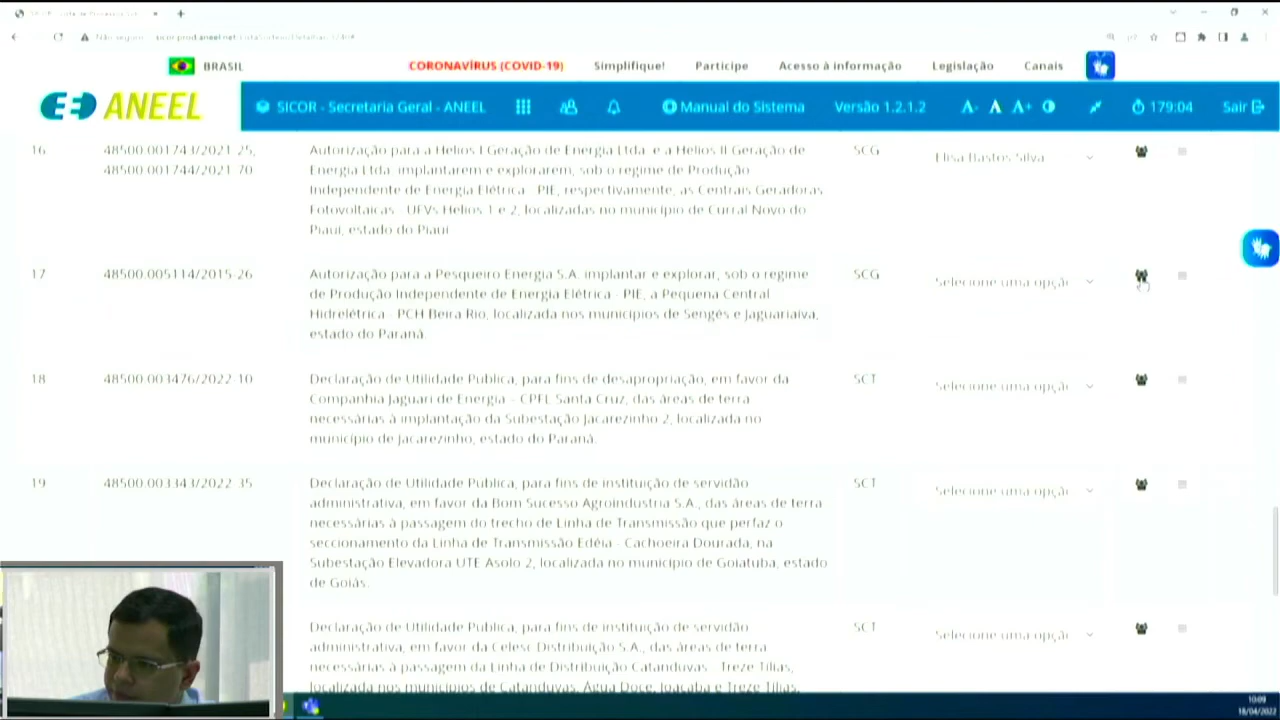 Não seguro
BRASIL
CORONAVÍRUS (COVID-19)
Simplifique!
Participe
Acesso à informação
Legislação
Canais
ANEEL
SICOR - Secretaria Geral - ANEEL
Manual do Sistema
Versão 1.2.1.2
A-
A
A+
179:04
Sair
16
48500.001743/2021-25,
48500.001744/2021-70
Autorização para a Helios I Geração de Energia Ltda. e a Helios II Geração de
Energia Ltda. implantarem e explorarem, sob o regime de Produção
Independente de Energia Elétrica - PIE, respectivamente, as Centrais Geradoras
Fotovoltaicas - UFVs Helios 1 e 2, localizadas no município de Curral Novo do
Piauí, estado do Piauí
SCG
Elisa Bastos Silva
17
48500.005114/2015-26
Autorização para a Pesqueiro Energia S.A. implantar e explorar, sob o regime
de Produção Independente de Energia Elétrica - PIE, a Pequena Central
Hidrelétrica - PCH Beira Rio, localizada nos municípios de Sengés e Jaguariaíva,
estado do Paraná.
SCG
Selecione uma opçã
18
48500.003476/2022-10
Declaração de Utilidade Pública, para fins de desapropriação, em favor da
Companhia Jaguari de Energia – CPFL Santa Cruz, das áreas de terra
necessárias à implantação da Subestação Jacarezinho 2, localizada no
município de Jacarezinho, estado do Paraná.
SCT
Selecione uma opçã
19
48500.003343/2022-35
Declaração de Utilidade Pública, para fins de instituição de servidão
administrativa, em favor da Bom Sucesso Agroindústria S.A., das áreas de terra
necessárias à passagem do trecho de Linha de Transmissão que perfaz o
seccionamento da Linha de Transmissão Edéia - Cachoeira Dourada, na
Subestação Elevadora UTE Asolo 2, localizada no município de Goiatuba, estado
de Goiás.
SCT
Selecione uma opçã
Declaração de Utilidade Pública, para fins de instituição de servidão
administrativa, em favor da Celesc Distribuição S.A., das áreas de terra
necessárias à passagem da Linha de Distribuição Catanduvas - Treze Tílias,
localizada nos municípios de Catanduvas, Água Doce, Joaçaba e Treze Tílias,
SCT
Selecione uma opçã
10:09
18/04/2022